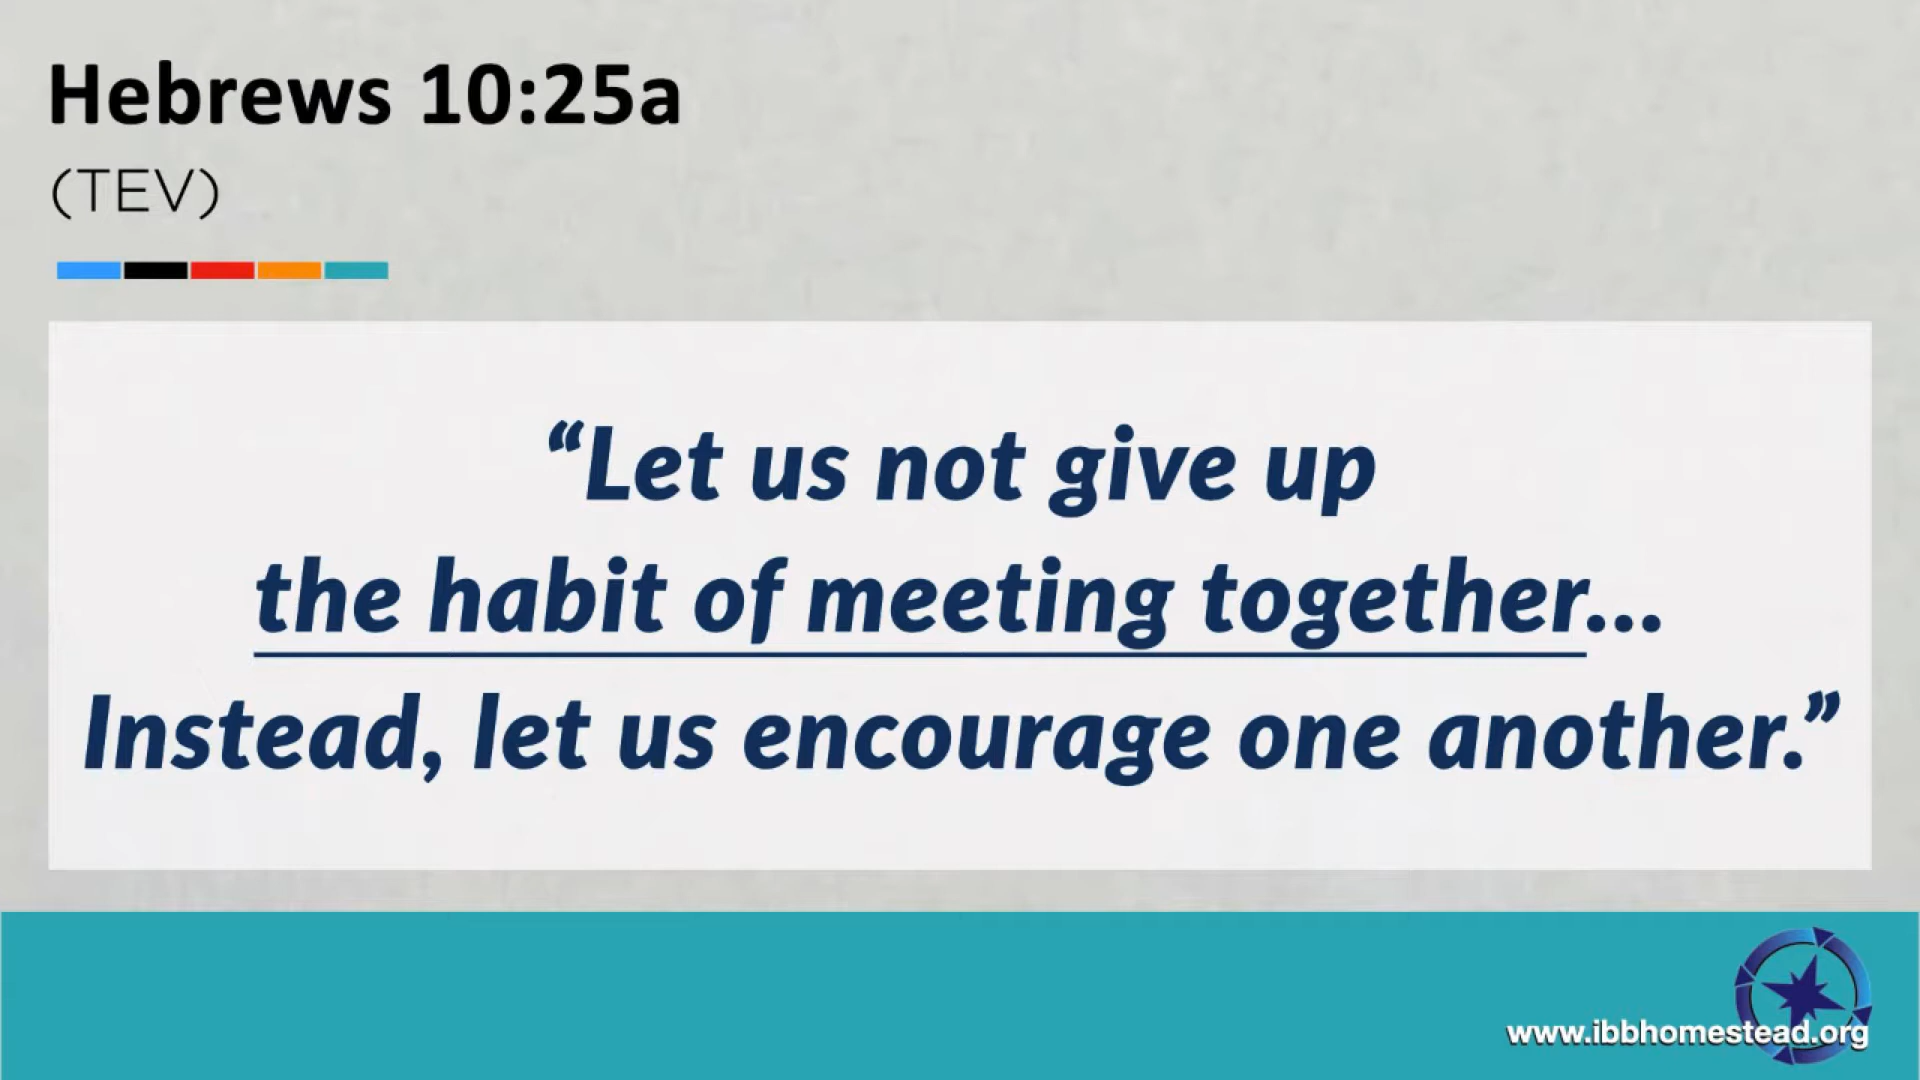 Hebrews 10:25a
(TEV)
“Let us not give up
the habit of meeting together...
Instead, let us encourage one another.”
www.ibbhomestead.org